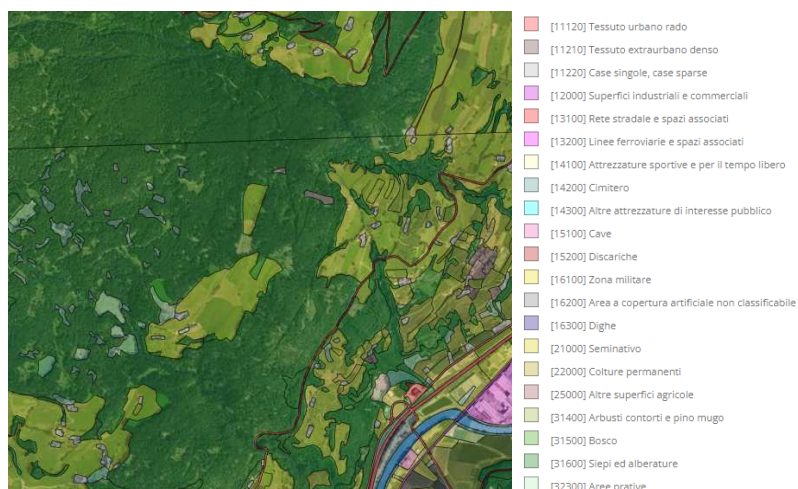 [11120] Tessuto urbano rado
[11210] Tessuto extraurbano denso
[11220] Case singole, case sparse
[12000] Superfici industriali e commerciali
[13100] Rete stradale e spazi associati
[13200] Linee ferroviarie e spazi associati
[14100] Attrezzature sportive e per il tempo libero
[14200] Cimitero
[14300] Altre attrezzature di interesse pubblico
[15100] Cave
[15200] Discariche
[16100] Zona militare
[16200] Area a copertura artificiale non classificabile
[16300] Dighe
[21000] Seminativo
[22000] Colture permanenti
[25000] Altre superfici agricole
[31400] Arbusti contorti e pino mugo
[31500] Bosco
[31600] Siepi ed alberature
[32300] Aree prative